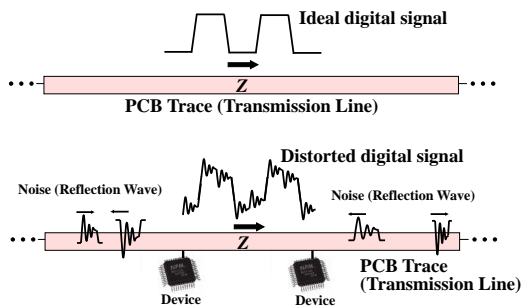 Ideal digital signal
Z
PCB Trace (Transmission Line)
Distorted digital signal
Noise (Reflection Wave)
Noise (Reflection Wave)
Z
PCB Trace
(Transmission Line)
Device
Device